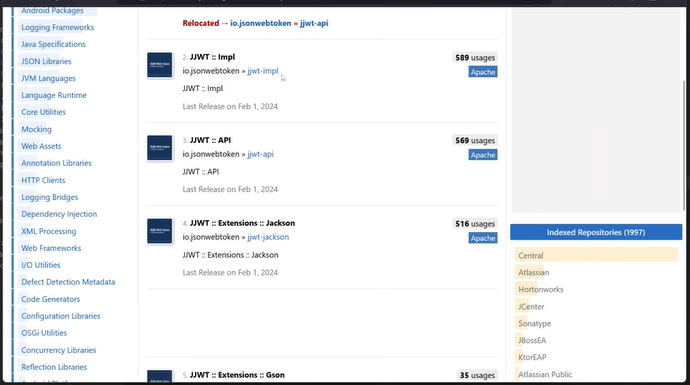 Android Packages
Logging Frameworks
Java Specifications
JSON Libraries
JVM Languages
Language Runtime
Core Utilities
Mocking
Web Assets
Annotation Libraries
HTTP Clients
Logging Bridges
Dependency Injection
XML Processing
Web Frameworks
I/O Utilities
Defect Detection Metadata
Code Generators
Configuration Libraries
OSGi Utilities
Concurrency Libraries
Reflection Libraries
Relocated → io.jsonwebtoken » jjwt-api
2. JJWT :: Impl
589 usages
io.jsonwebtoken » jjwt-impl
Apache
JJWT :: Impl
Last Release on Feb 1, 2024
3. JJWT :: API
569 usages
io.jsonwebtoken » jjwt-api
Apache
JJWT :: API
Last Release on Feb 1, 2024
4. JJWT :: Extensions :: Jackson
516 usages
io.jsonwebtoken » jjwt-jackson
Apache
JJWT :: Extensions :: Jackson
Last Release on Feb 1, 2024
5. JJWT :: Extensions :: Gson
35 usages
Indexed Repositories (1997)
Central
Atlassian
Hortonworks
JCenter
Sonatype
JBossEA
KtorEAP
Atlassian Public